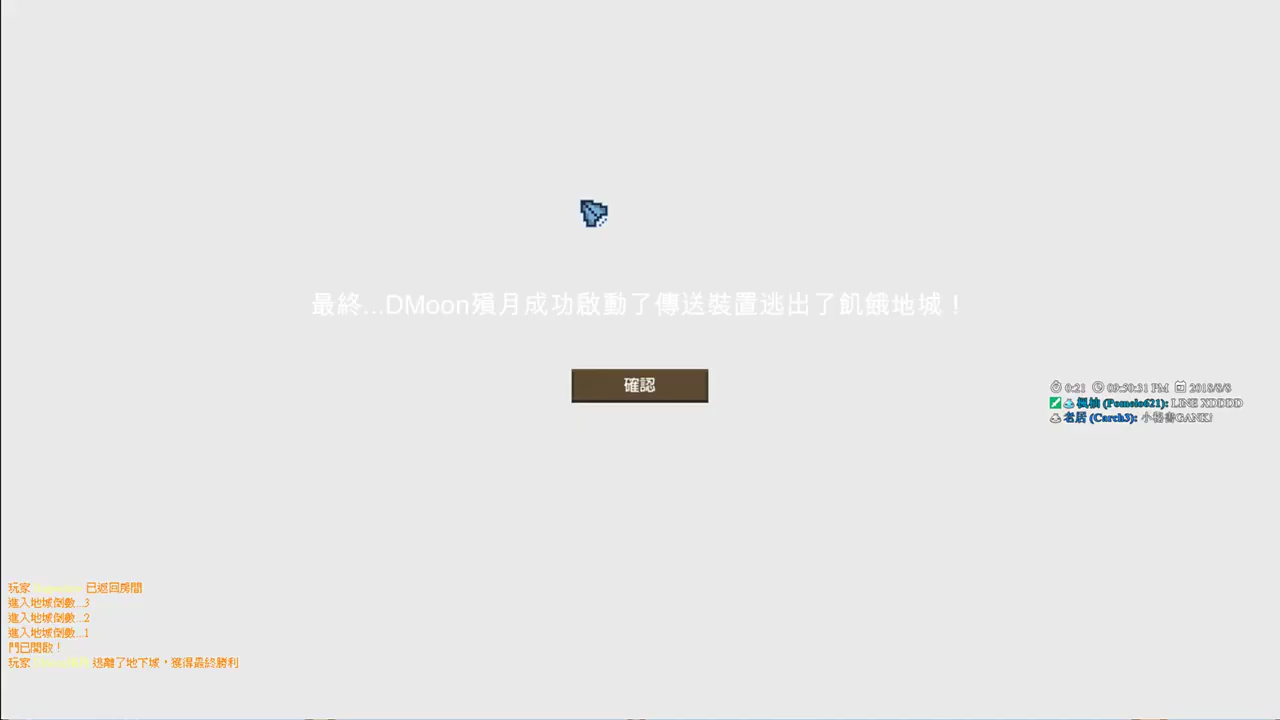 最終...DMoon殞月成功啟動了傳送裝置逃出了飢餓地城！
確認
0:21 09:30:31 PM 2018/8/8
楓柚 (Pomelo621): LINE XDDDD
老居 (Carch3): 小秘書GANK!
玩家 已返回房間
進入地城倒數...3
進入地城倒數...2
進入地城倒數...1
門已開啟！
玩家 逃離了地下城，獲得最終勝利